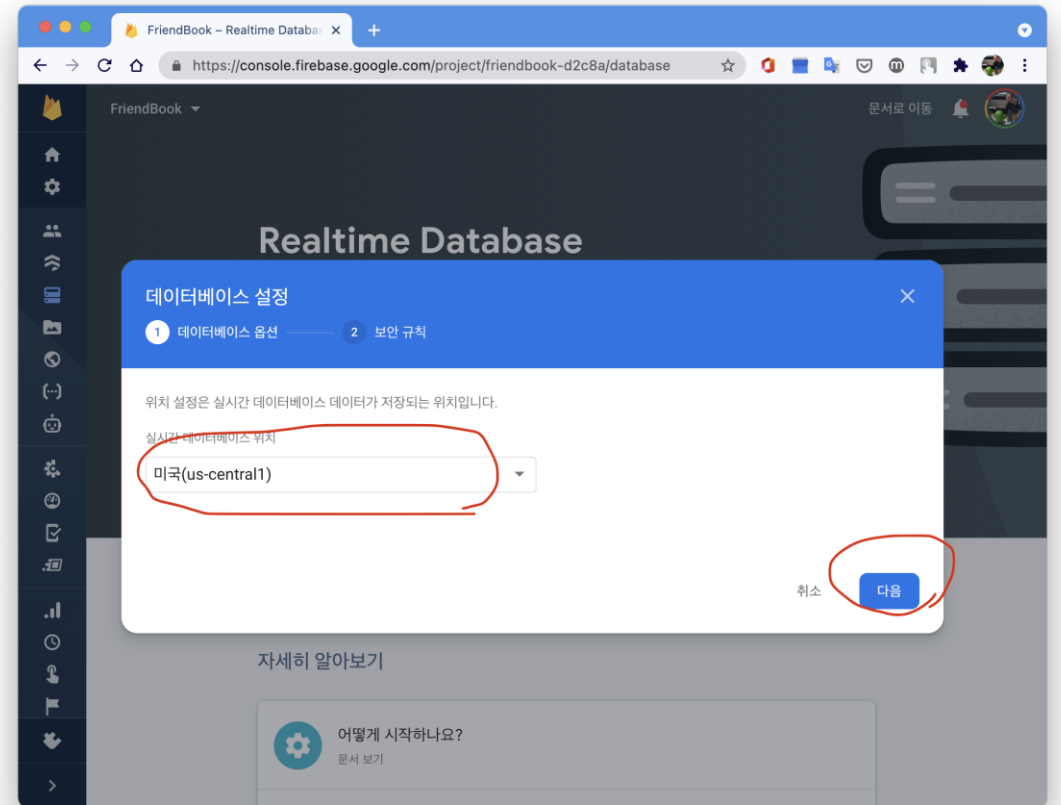 FriendBook – Realtime Databa
https://console.firebase.google.com/project/friendbook-d2c8a/database
FriendBook
문서로 이동
Realtime Database
데이터베이스 설정
1 데이터베이스 옵션 2 보안 규칙
위치 설정은 실시간 데이터베이스 데이터가 저장되는 위치입니다.
실시간 데이터베이스 위치
미국(us-central1)
취소 다음
자세히 알아보기
어떻게 시작하나요?
문서 보기